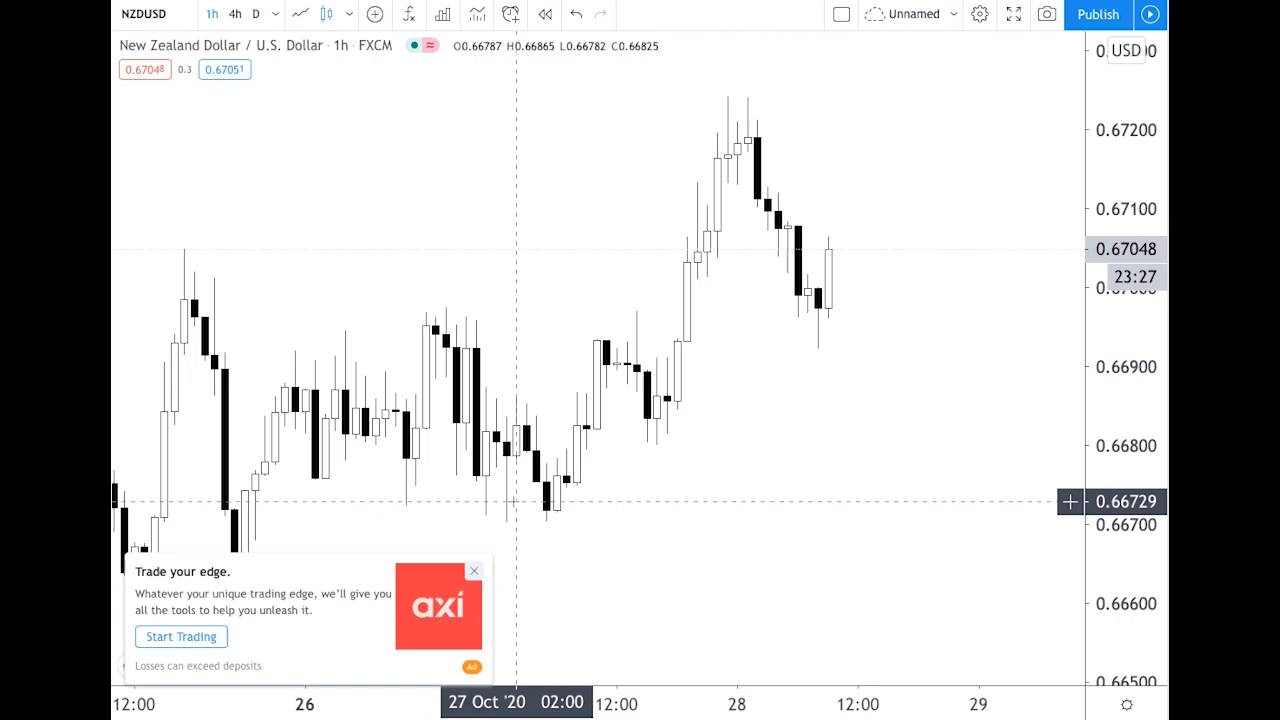 NZDUSD 1h 4h D Unnamed Publish
New Zealand Dollar / U.S. Dollar · 1h · FXCM O0.66787 H0.66865 L0.66782 C0.66825
USD
0.67048 0.3 0.67051
0.67200
0.67100
0.67048
23:27
0.66900
0.66800
0.66729
0.66700
0.66600
0.66500
Trade your edge.
Whatever your unique trading edge, we'll give you
all the tools to help you unleash it.
axi
Start Trading
Losses can exceed deposits Ad
12:00 26 27 Oct '20 02:00 12:00 28 12:00 29